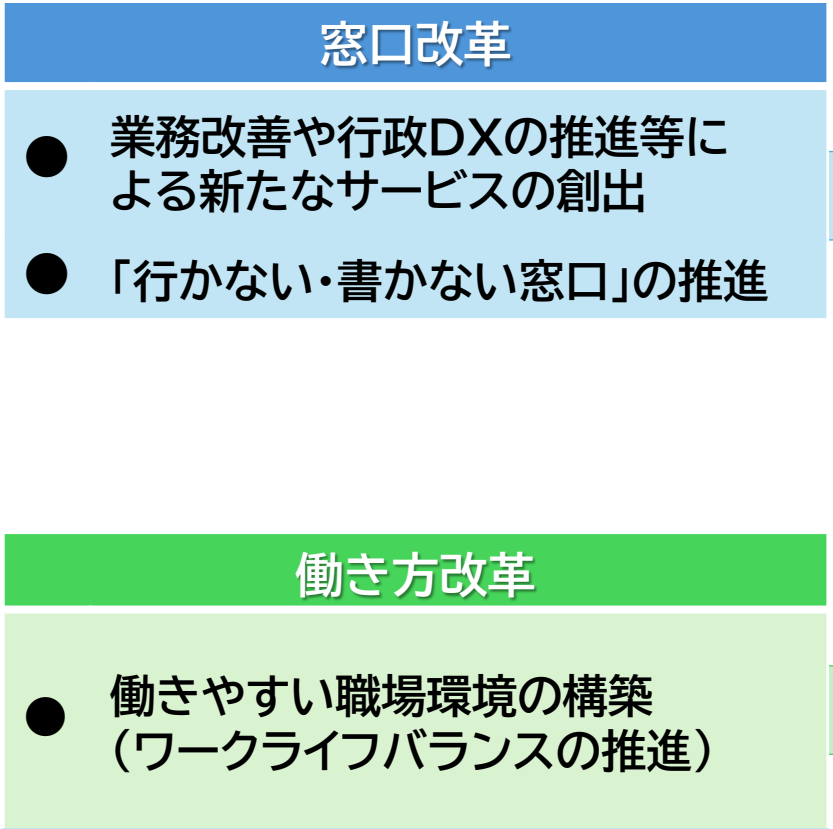 窓口改革
● 業務改善や行政DXの推進等に
よる新たなサービスの創出
● 「行かない・書かない窓口」の推進
働き方改革
● 働きやすい職場環境の構築
(ワークライフバランスの推進)